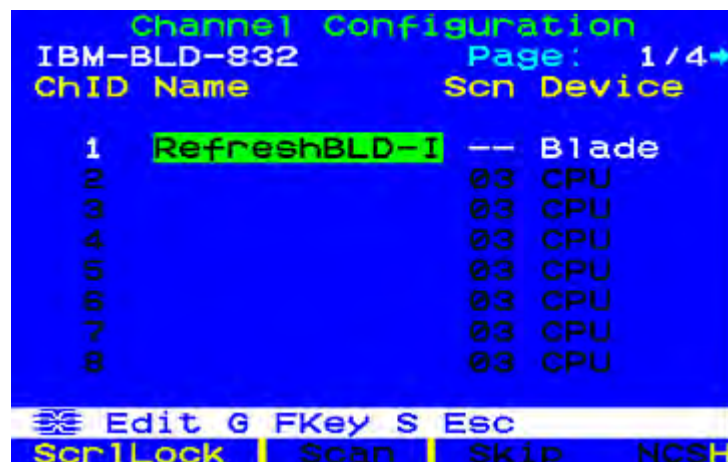 Channel Configuration
IBM-BLD-832 Page: 1/4
ChID Name Scn Device
1 RefreshBLD-I -- Blade
2 03 CPU
3 03 CPU
4 03 CPU
5 03 CPU
6 03 CPU
7 03 CPU
8 03 CPU
Edit G FKey S Esc
ScrlLock Scan Skip NCSH